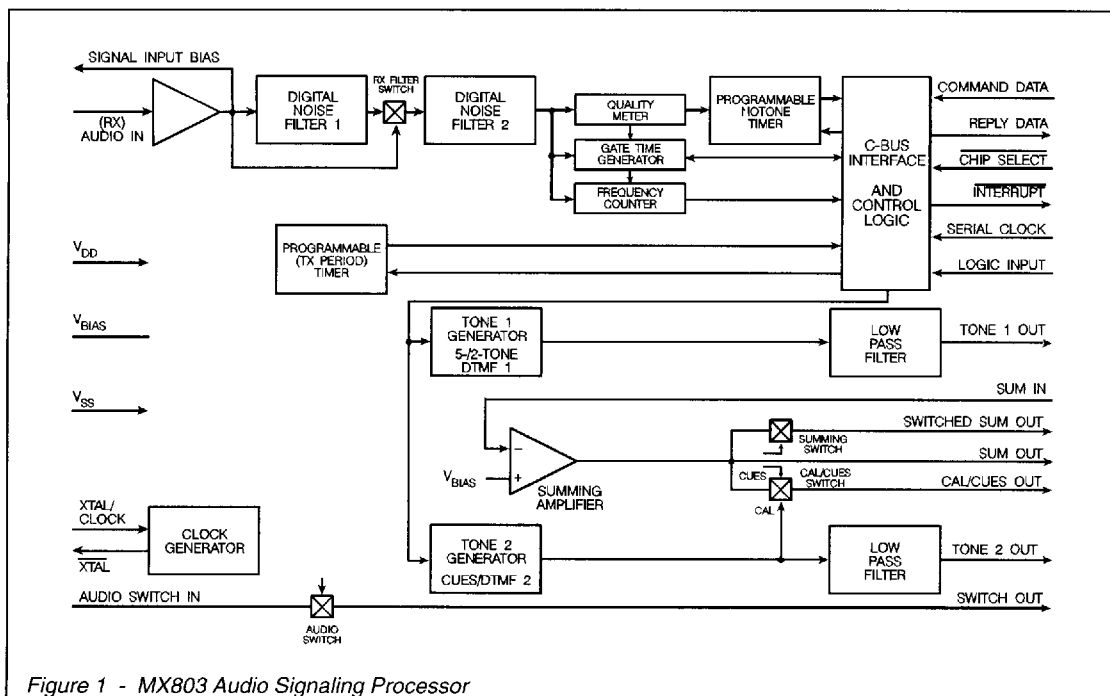 SIGNAL INPUT BIAS
(RX)
AUDIO IN
DIGITAL
NOISE
FILTER 1
RX FILTER
SWITCH
DIGITAL
NOISE
FILTER 2
QUALITY
METER
GATE TIME
GENERATOR
FREQUENCY
COUNTER
PROGRAMMABLE
NOTONE
TIMER
C-BUS
INTERFACE
AND CONTROL
LOGIC
COMMAND DATA
REPLY DATA
CHIP SELECT
INTERRUPT
SERIAL CLOCK
LOGIC INPUT
PROGRAMMABLE
(TX PERIOD)
TIMER
VDD
VBIAS
VSS
TONE 1
GENERATOR
5-/2-TONE
DTMF 1
LOW
PASS
FILTER
TONE 1 OUT
SUM IN
SWITCHED SUM OUT
SUMMING
SWITCH
SUM OUT
CUES
CAL/CUES
SWITCH
CAL/CUES OUT
CAL
−
+
VBIAS
SUMMING
AMPLIFIER
XTAL/
CLOCK
XTAL
CLOCK
GENERATOR
TONE 2
GENERATOR
CUES/DTMF 2
LOW
PASS
FILTER
TONE 2 OUT
AUDIO SWITCH IN
AUDIO
SWITCH
SWITCH OUT
Figure 1 - MX803 Audio Signaling Processor